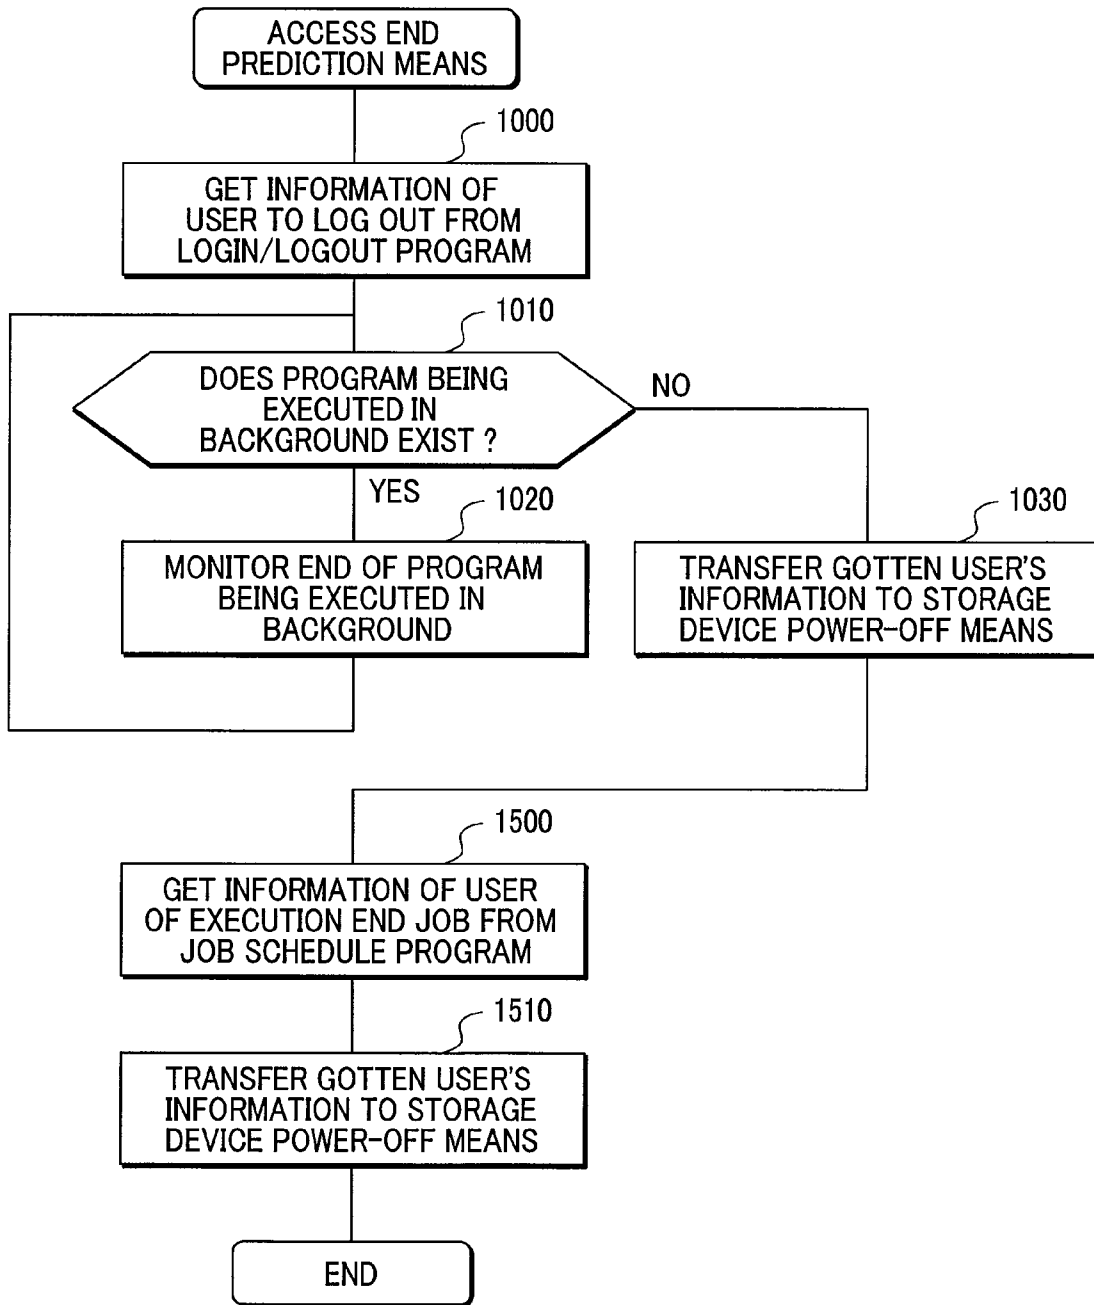 ACCESS END
PREDICTION MEANS
1000
GET INFORMATION OF
USER TO LOG OUT FROM
LOGIN/LOGOUT PROGRAM
1010
DOES PROGRAM BEING
EXECUTED IN
BACKGROUND EXIST ?
NO
YES
1020
MONITOR END OF PROGRAM
BEING EXECUTED IN
BACKGROUND
1030
TRANSFER GOTTEN USER'S
INFORMATION TO STORAGE
DEVICE POWER-OFF MEANS
1500
GET INFORMATION OF USER
OF EXECUTION END JOB FROM
JOB SCHEDULE PROGRAM
1510
TRANSFER GOTTEN USER'S
INFORMATION TO STORAGE
DEVICE POWER-OFF MEANS
END